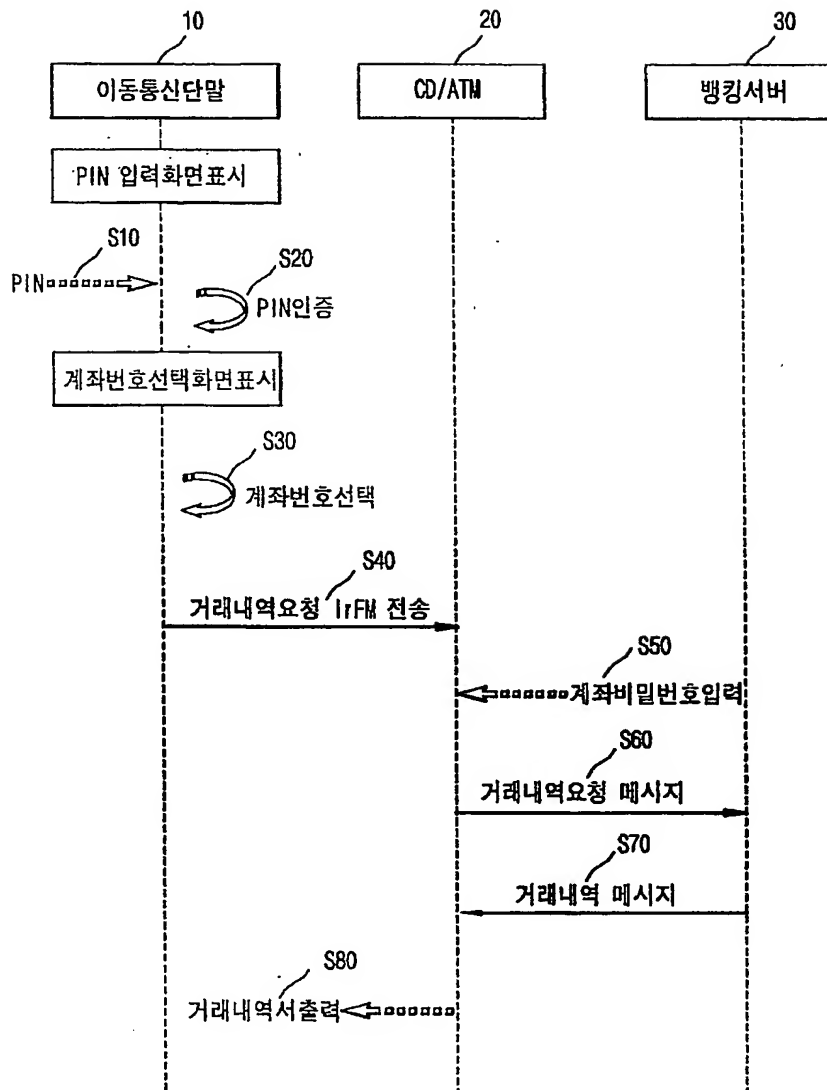 10
20
30
이동통신단말
CD/ATM
뱅킹서버
PIN 입력화면표시
S10
PIN
S20
PIN인증
계좌번호선택화면표시
S30
계좌번호선택
S40
거래내역요청 IrFM 전송
S50
계좌비밀번호입력
S60
거래내역요청 메시지
S70
거래내역 메시지
S80
거래내역서출력